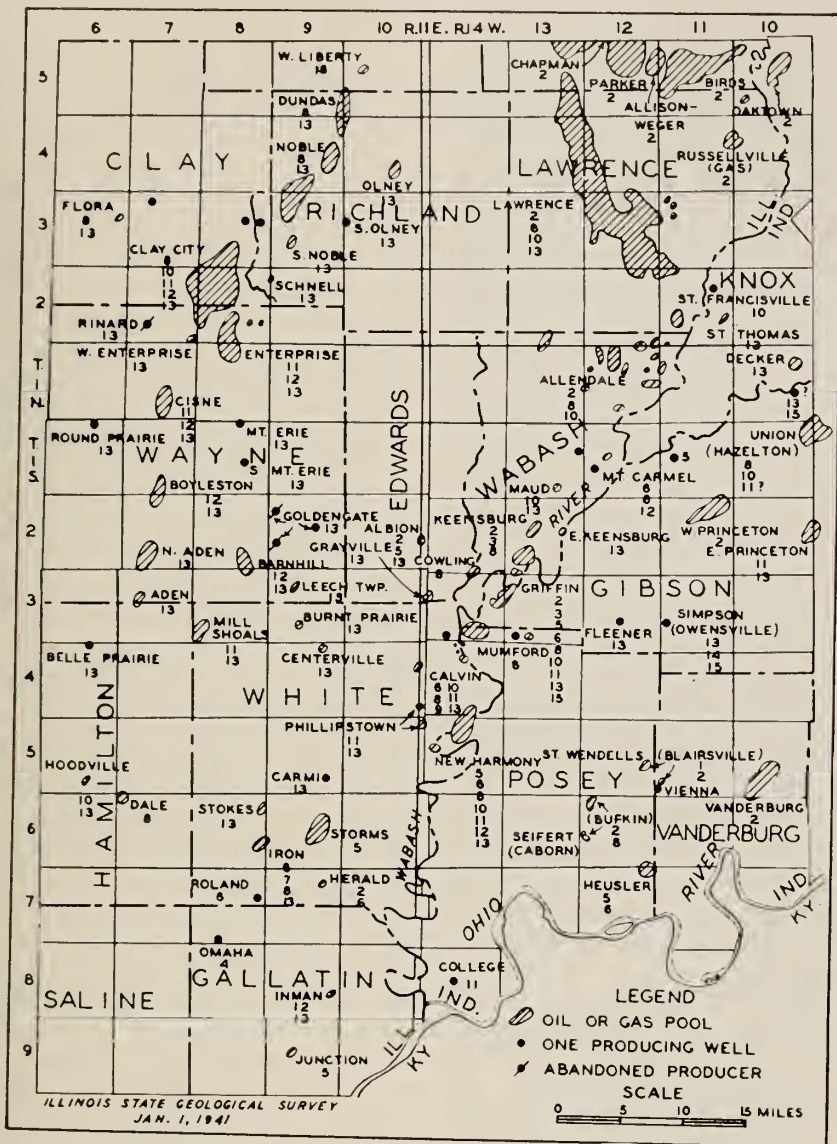 6 7 8 9 10 R.11 E. R.14 W. 13 12 11 10
5
W. LIBERTY
18
CHAPMAN
2
PARKER
2
BIRDS
2
ALLISON-
WEGER
2
OAKTOWN
2
DUNDAS
8
13
4
CLAY
NOBLE
8
13
OLNEY
13
LAWRENCE
RUSSELLVILLE
(GAS)
2
3
FLORA
13
RICHLAND
S. OLNEY
13
LAWRENCE
2
8
10
13
ILL
IND
CLAY CITY
10
11
12
13
S. NOBLE
13
SCHNELL
13
KNOX
ST. FRANCISVILLE
10
2
RINARD
13
W. ENTERPRISE
13
ENTERPRISE
11
12
13
ST THOMAS
13
DECKER
13
T.
I
N.
CISNE
11
12
13
EDWARDS
ALLENDALE
2
8
10
?
13
15
T.
I
S.
ROUND PRAIRIE
13
WAYNE
MT. ERIE
13
S MT. ERIE
13
WABASH
UNION
(HAZELTON)
8
10
11 ?
S
BOYLESTON
12
13
MAUD
10
13
MT. CARMEL
6
8
12
RIVER
2
GOLDENGATE
13
ALBION
2
5
13
KEENSBURG
2
3
8
E. KEENSBURG
13
W. PRINCETON
2
E. PRINCETON
11
13
N. ADEN
13
BARNHILL
12
13
GRAYVILLE
13
COWLING
8
3
ADEN
13
LEECH TWP.
13
GRIFFIN
2
3
5
6
8
10
11
13
15
GIBSON
MILL
SHOALS
11
13
BURNT PRAIRIE
13
FLEENER
13
SIMPSON
(OWENSVILLE)
13
14
15
4
BELLE PRAIRIE
13
CENTERVILLE
13
MUMFORD
8
WHITE
CALVIN
6 10
8 11
9 13
5
HAMILTON
PHILLIPSTOWN
11
13
HOODVILLE
10
13
CARMI
13
NEW HARMONY
5
6
8
10
11
12
13
POSEY
ST. WENDELLS
(BLAIRSVILLE)
1
2
VIENNA
6
DALE
8
STOKES
13
STORMS
5
WABASH
(BUFKIN)
2
8
SEIFERT
(CABORN)
VANDERBURG
2
VANDERBURG
IRON
6
7
8
13
7
ROLAND
6
HERALD
2
6
HEUSLER
5
6
RIVER
IND
KY
OHIO
8
OMAHA
4
GALLATIN
SALINE
INMAN
12
13
COLLEGE
11
IND.
ILL
KY
9
JUNCTION
5
LEGEND
OIL OR GAS POOL
ONE PRODUCING WELL
ABANDONED PRODUCER
SCALE
0 5 10 15 MILES
ILLINOIS STATE GEOLOGICAL SURVEY
JAN. 1, 1941